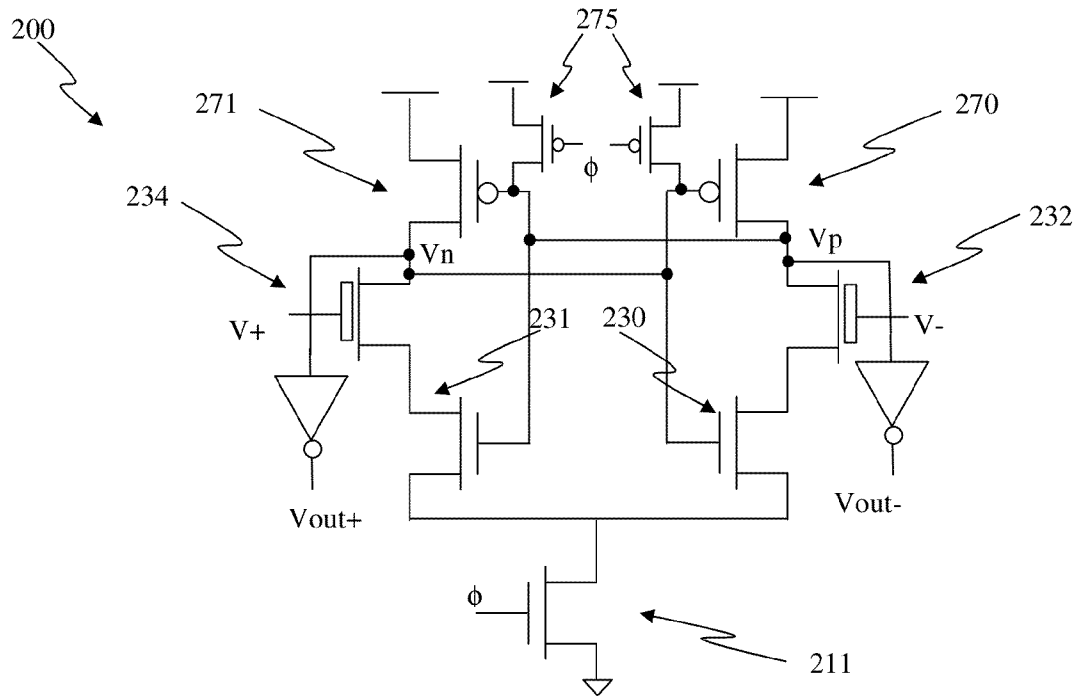 200
275
271
270
ϕ
234
232
Vn
Vp
V+
231
230
V-
Vout+
Vout-
ϕ
211